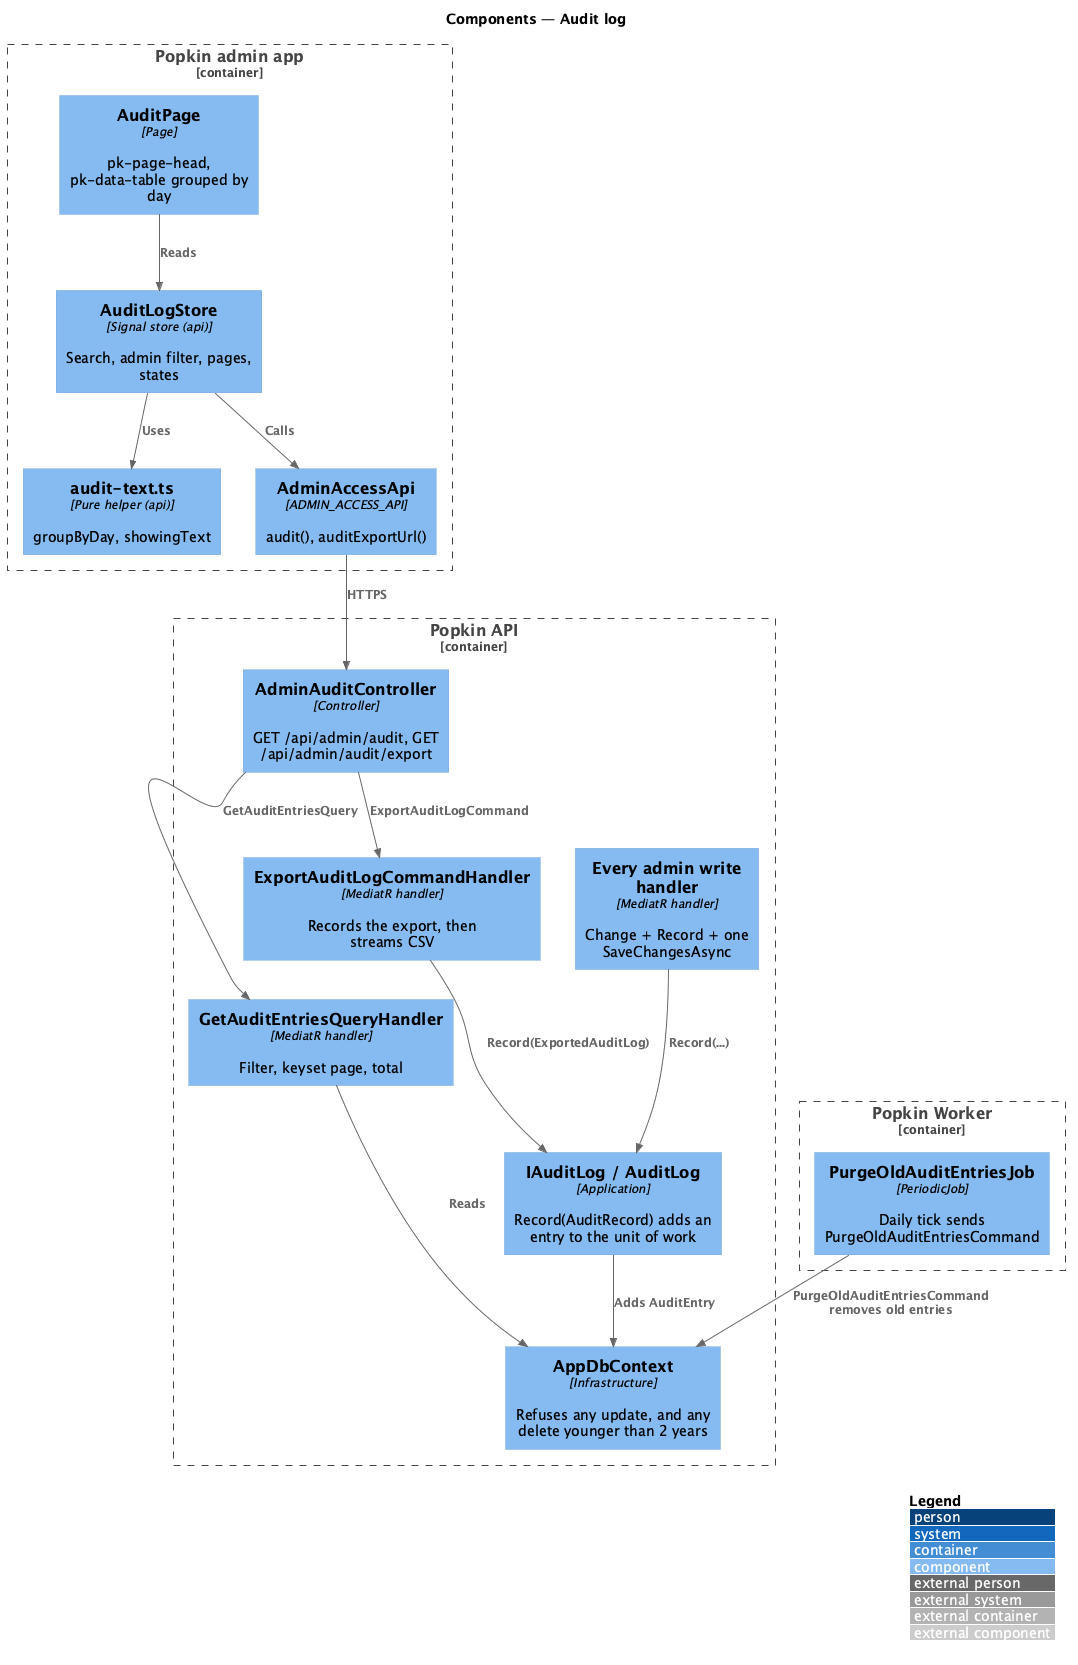 Components — Audit log
Popkin admin app
[container]
AuditPage
[Page]
pk-page-head,
pk-data-table grouped by
day
Reads
AuditLogStore
[Signal store (api)]
Search, admin filter, pages,
states
Uses
Calls
audit-text.ts
[Pure helper (api)]
groupByDay, showingText
AdminAccessApi
[ADMIN_ACCESS_API]
audit(), auditExportUrl()
HTTPS
Popkin API
[container]
AdminAuditController
[Controller]
GET /api/admin/audit, GET
/api/admin/audit/export
GetAuditEntriesQuery
ExportAuditLogCommand
ExportAuditLogCommandHandler
[MediatR handler]
Records the export, then
streams CSV
Every admin write
handler
[MediatR handler]
Change + Record + one
SaveChangesAsync
GetAuditEntriesQueryHandler
[MediatR handler]
Filter, keyset page, total
Record(ExportedAuditLog)
Record(...)
Popkin Worker
[container]
PurgeOldAuditEntriesJob
[PeriodicJob]
Daily tick sends
PurgeOldAuditEntriesCommand
IAuditLog / AuditLog
[Application]
Record(AuditRecord) adds an
entry to the unit of work
Reads
Adds AuditEntry
PurgeOldAuditEntriesCommand
removes old entries
AppDbContext
[Infrastructure]
Refuses any update, and any
delete younger than 2 years
Legend
person
system
container
component
external person
external system
external container
external component